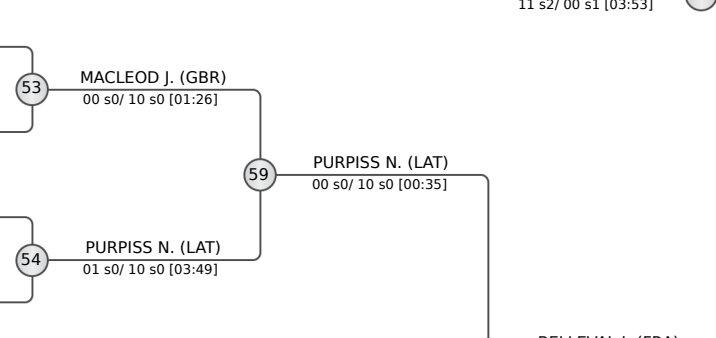 11 s2/ 00 s1 [03:53]
53
MACLEOD J. (GBR)
00 s0/ 10 s0 [01:26]
59
PURPISS N. (LAT)
00 s0/ 10 s0 [00:35]
54
PURPISS N. (LAT)
01 s0/ 10 s0 [03:49]